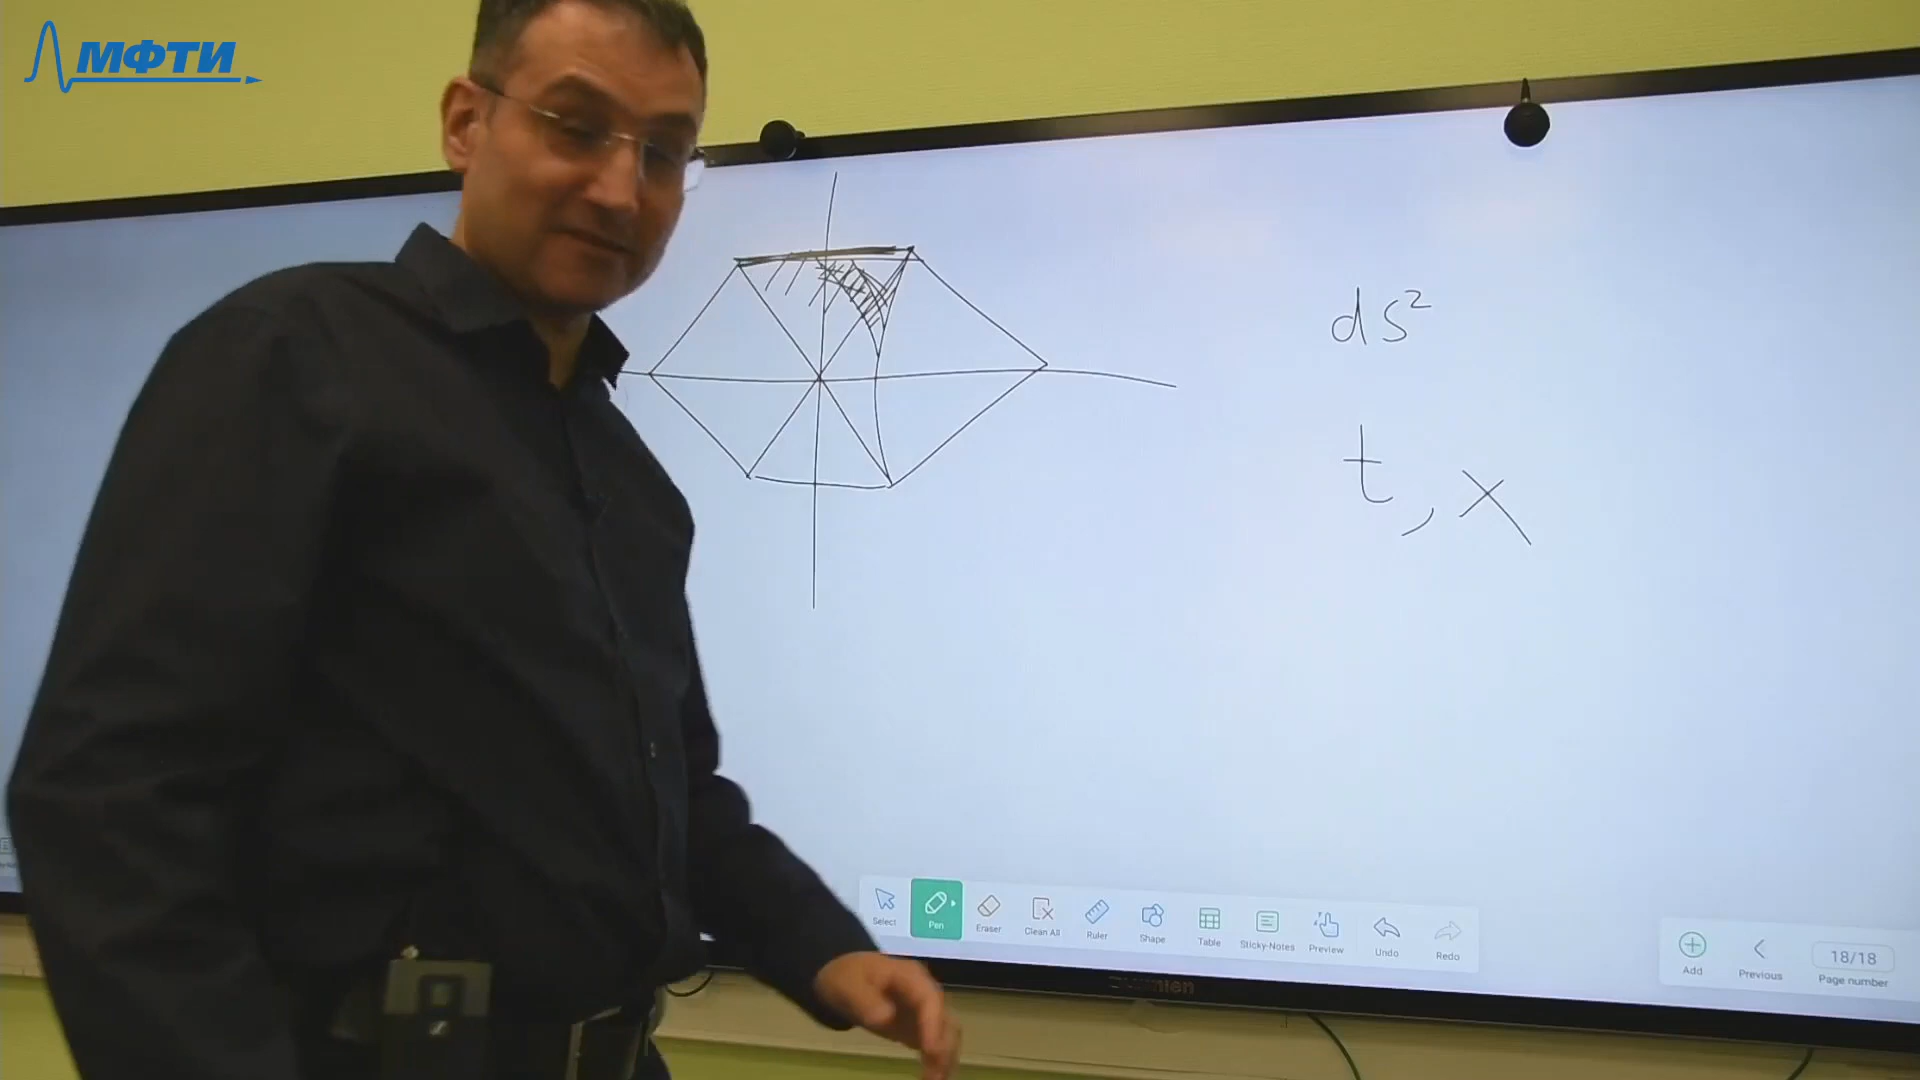 МФТИ
ds²
t, x
Select
Pen
Eraser
Clean All
Ruler
Shape
Table
Sticky-Notes
Preview
Undo
Redo
Add
Previous
18/18
Page number